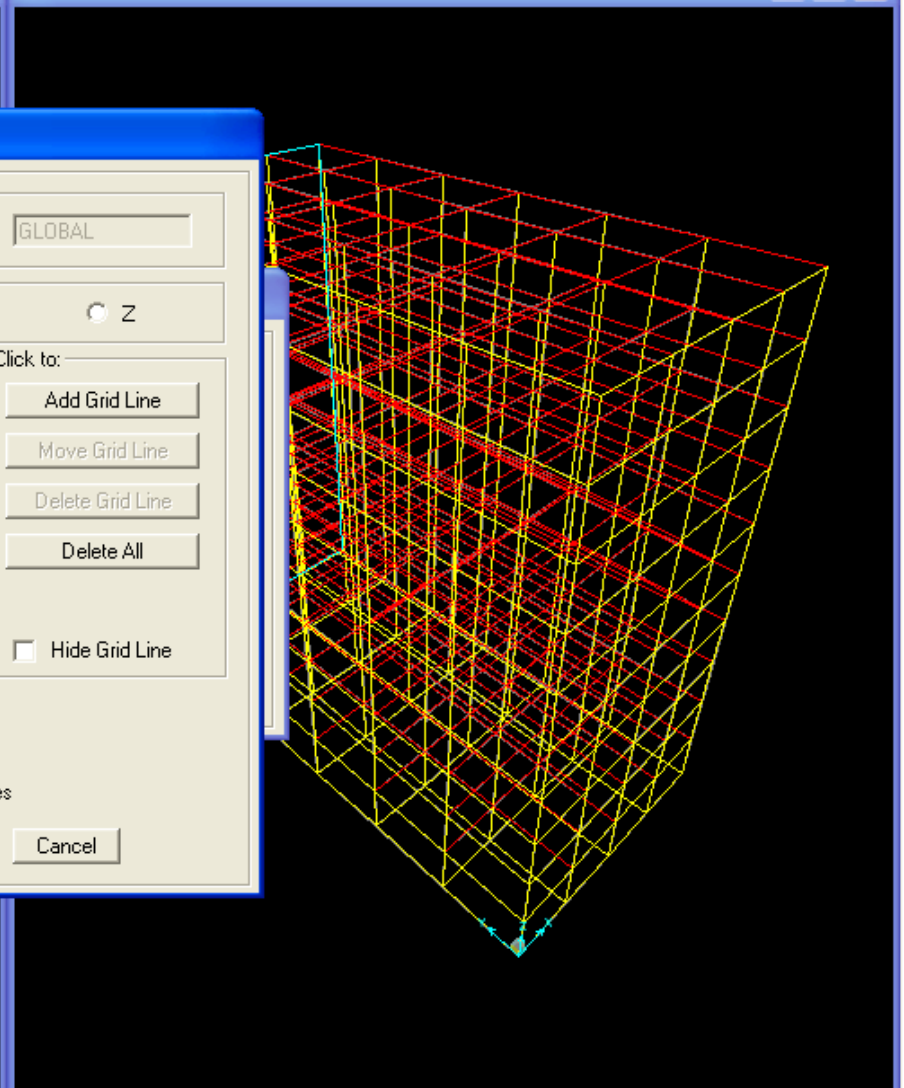 GLOBAL
Z
Click to:
Add Grid Line
Move Grid Line
Delete Grid Line
Delete All
Hide Grid Line
es
Cancel